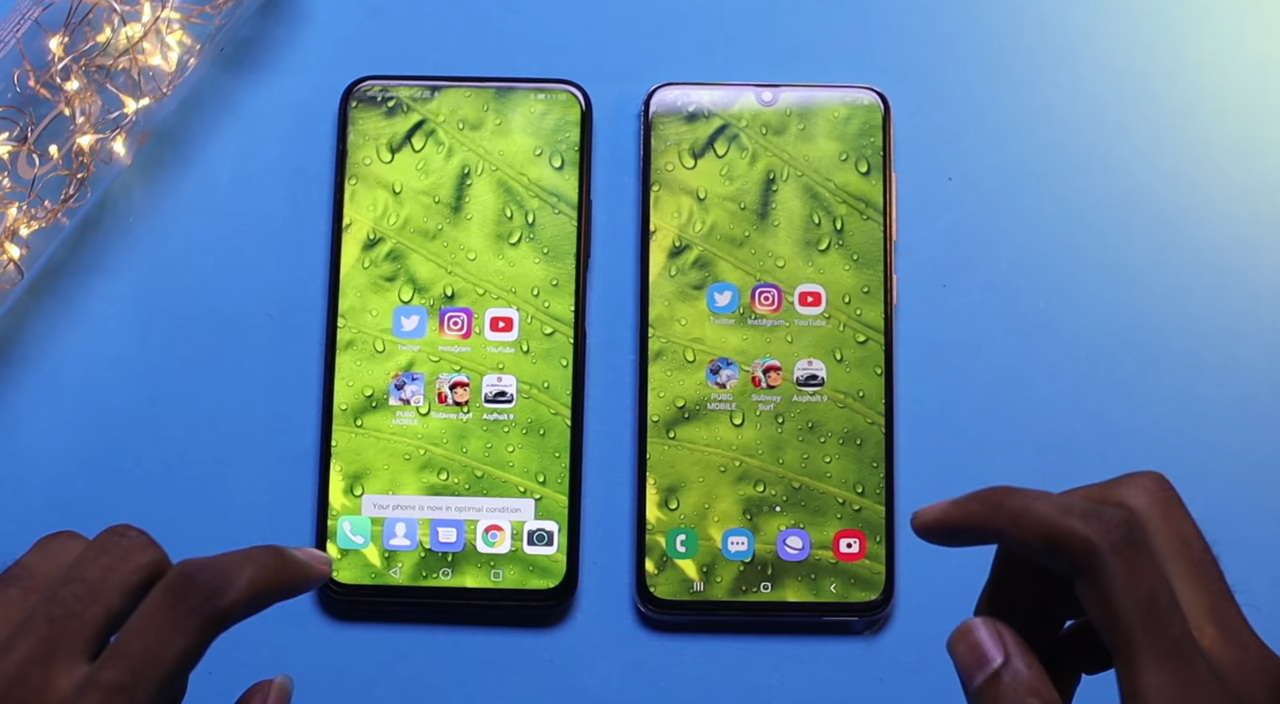 Twitter
Instagram
YouTube
PUBG
MOBILE
Subway Surf
Asphalt 9
Your phone is now in optimal condition
Twitter
Instagram
YouTube
PUBG
MOBILE
Subway
Surf
Asphalt 9